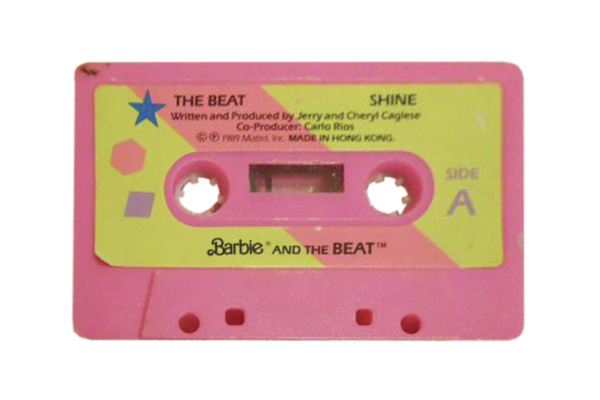 THE BEAT SHINE
Written and Produced by Jerry and Cheryl Caglese
Co-Producer: Carlo Rios
© ℗ 1989 Mattel, Inc. MADE IN HONG KONG.
SIDE
A
Barbie® AND THE BEAT™